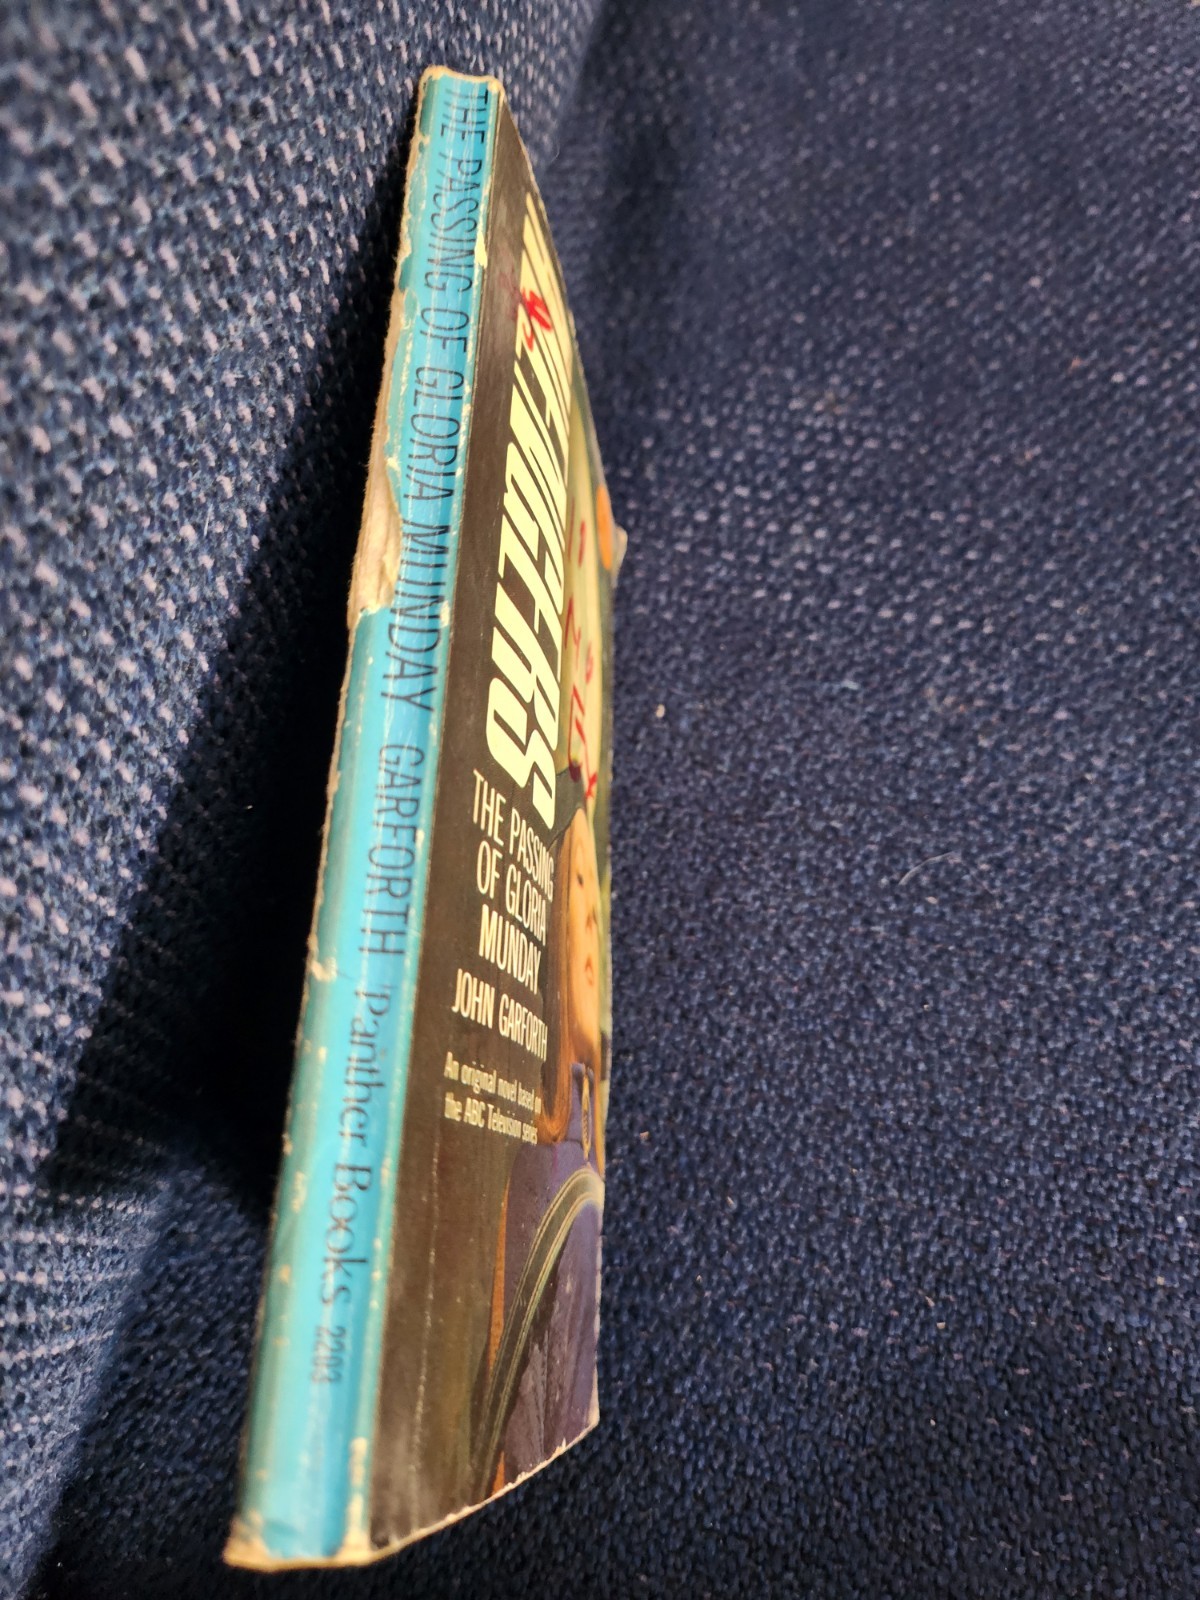 THE PASSING OF GLORIA MUNDAY GARFORTH Panther Books 2203
THE PASSING
OF GLORIA
MUNDAY
JOHN GARFORTH
An original novel based on
the ABC Television series